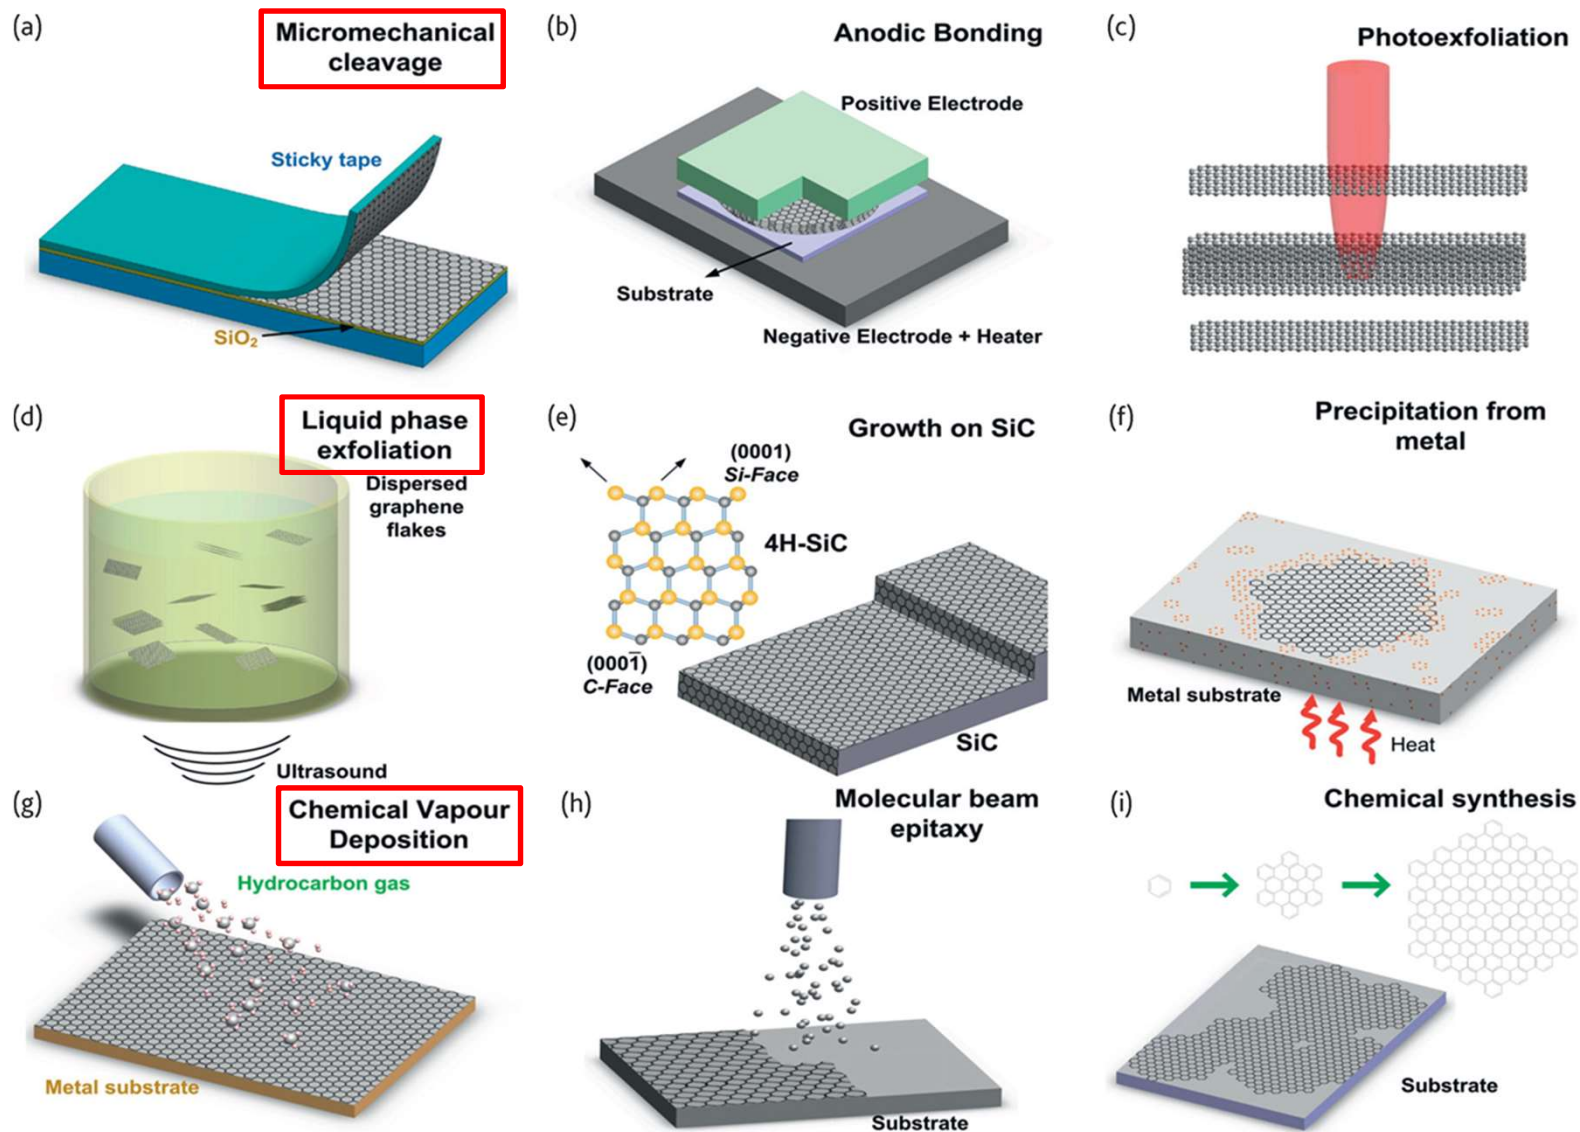 (a)
Micromechanical
cleavage
Sticky tape
SiO₂
(b)
Anodic Bonding
Positive Electrode
Substrate
Negative Electrode + Heater
(c)
Photoexfoliation
(d)
Liquid phase
exfoliation
Dispersed
graphene
flakes
Ultrasound
(e)
Growth on SiC
(0001)
Si-Face
4H-SiC
(0001̅)
C-Face
SiC
(f)
Precipitation from
metal
Metal substrate
Heat
(g)
Chemical Vapour
Deposition
Hydrocarbon gas
Metal substrate
(h)
Molecular beam
epitaxy
Substrate
(i)
Chemical synthesis
Substrate